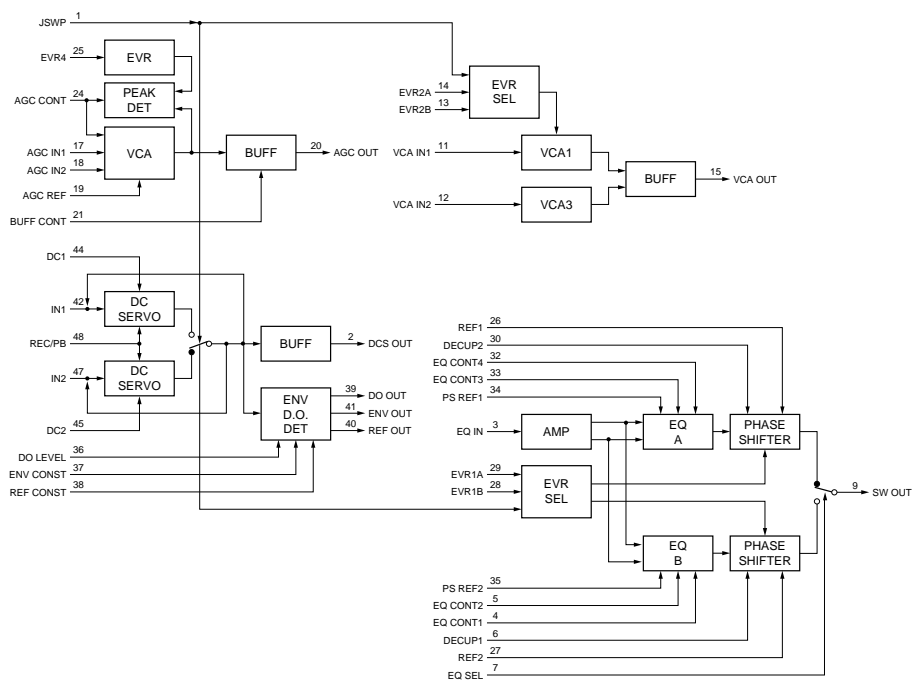 JSWP 1
EVR4 25
EVR
AGC CONT 24
PEAK
DET
AGC IN1 17
AGC IN2 18
VCA
AGC REF 19
BUFF
20 AGC OUT
BUFF CONT 21
EVR2A 14
EVR2B 13
EVR
SEL
VCA IN1 11
VCA1
VCA IN2 12
VCA3
BUFF
15 VCA OUT
DC1 44
IN1 42
DC
SERVO
REC/PB 48
IN2 47
DC
SERVO
DC2 45
BUFF
2 DCS OUT
ENV
D.O.
DET
39 DO OUT
41 ENV OUT
40 REF OUT
DO LEVEL 36
ENV CONST 37
REF CONST 38
REF1 26
DECUP2 30
EQ CONT4 32
EQ CONT3 33
PS REF1 34
EQ IN 3
AMP
EQ
A
PHASE
SHIFTER
EVR1A 29
EVR1B 28
EVR
SEL
9 SW OUT
EQ
B
PHASE
SHIFTER
PS REF2 35
EQ CONT2 5
EQ CONT1 4
DECUP1 6
REF2 27
EQ SEL 7